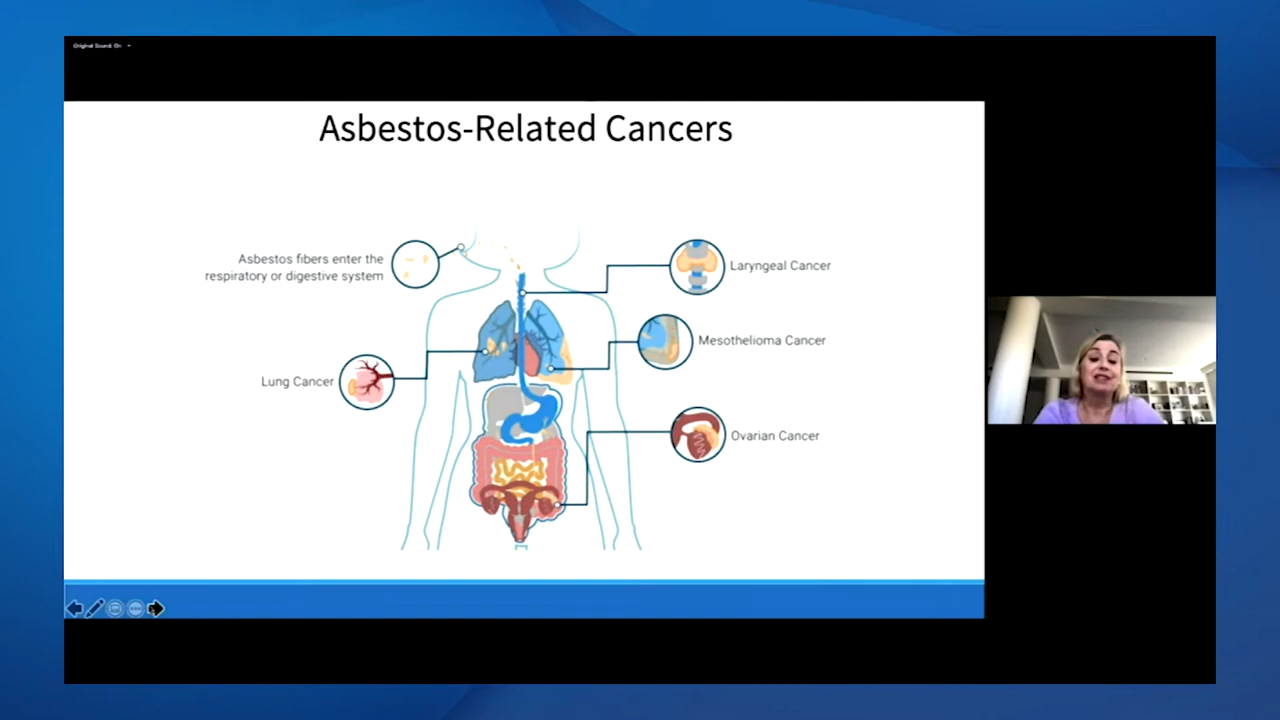 Original Sound: On
Asbestos-Related Cancers
Asbestos fibers enter the
respiratory or digestive system
Laryngeal Cancer
Mesothelioma Cancer
Lung Cancer
Ovarian Cancer